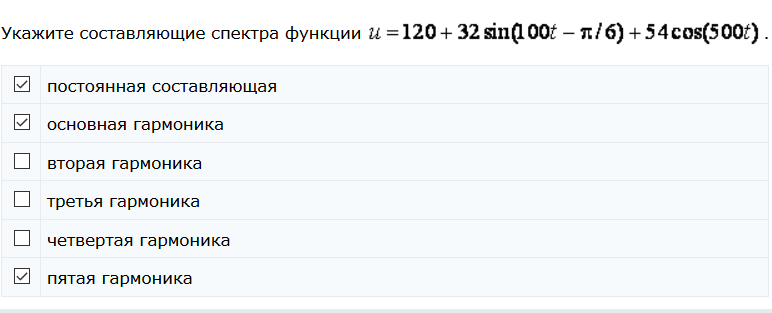 Укажите составляющие спектра функции u = 120 + 32 sin(100t − π/6) + 54 cos(500t) .
постоянная составляющая
основная гармоника
вторая гармоника
третья гармоника
четвертая гармоника
пятая гармоника